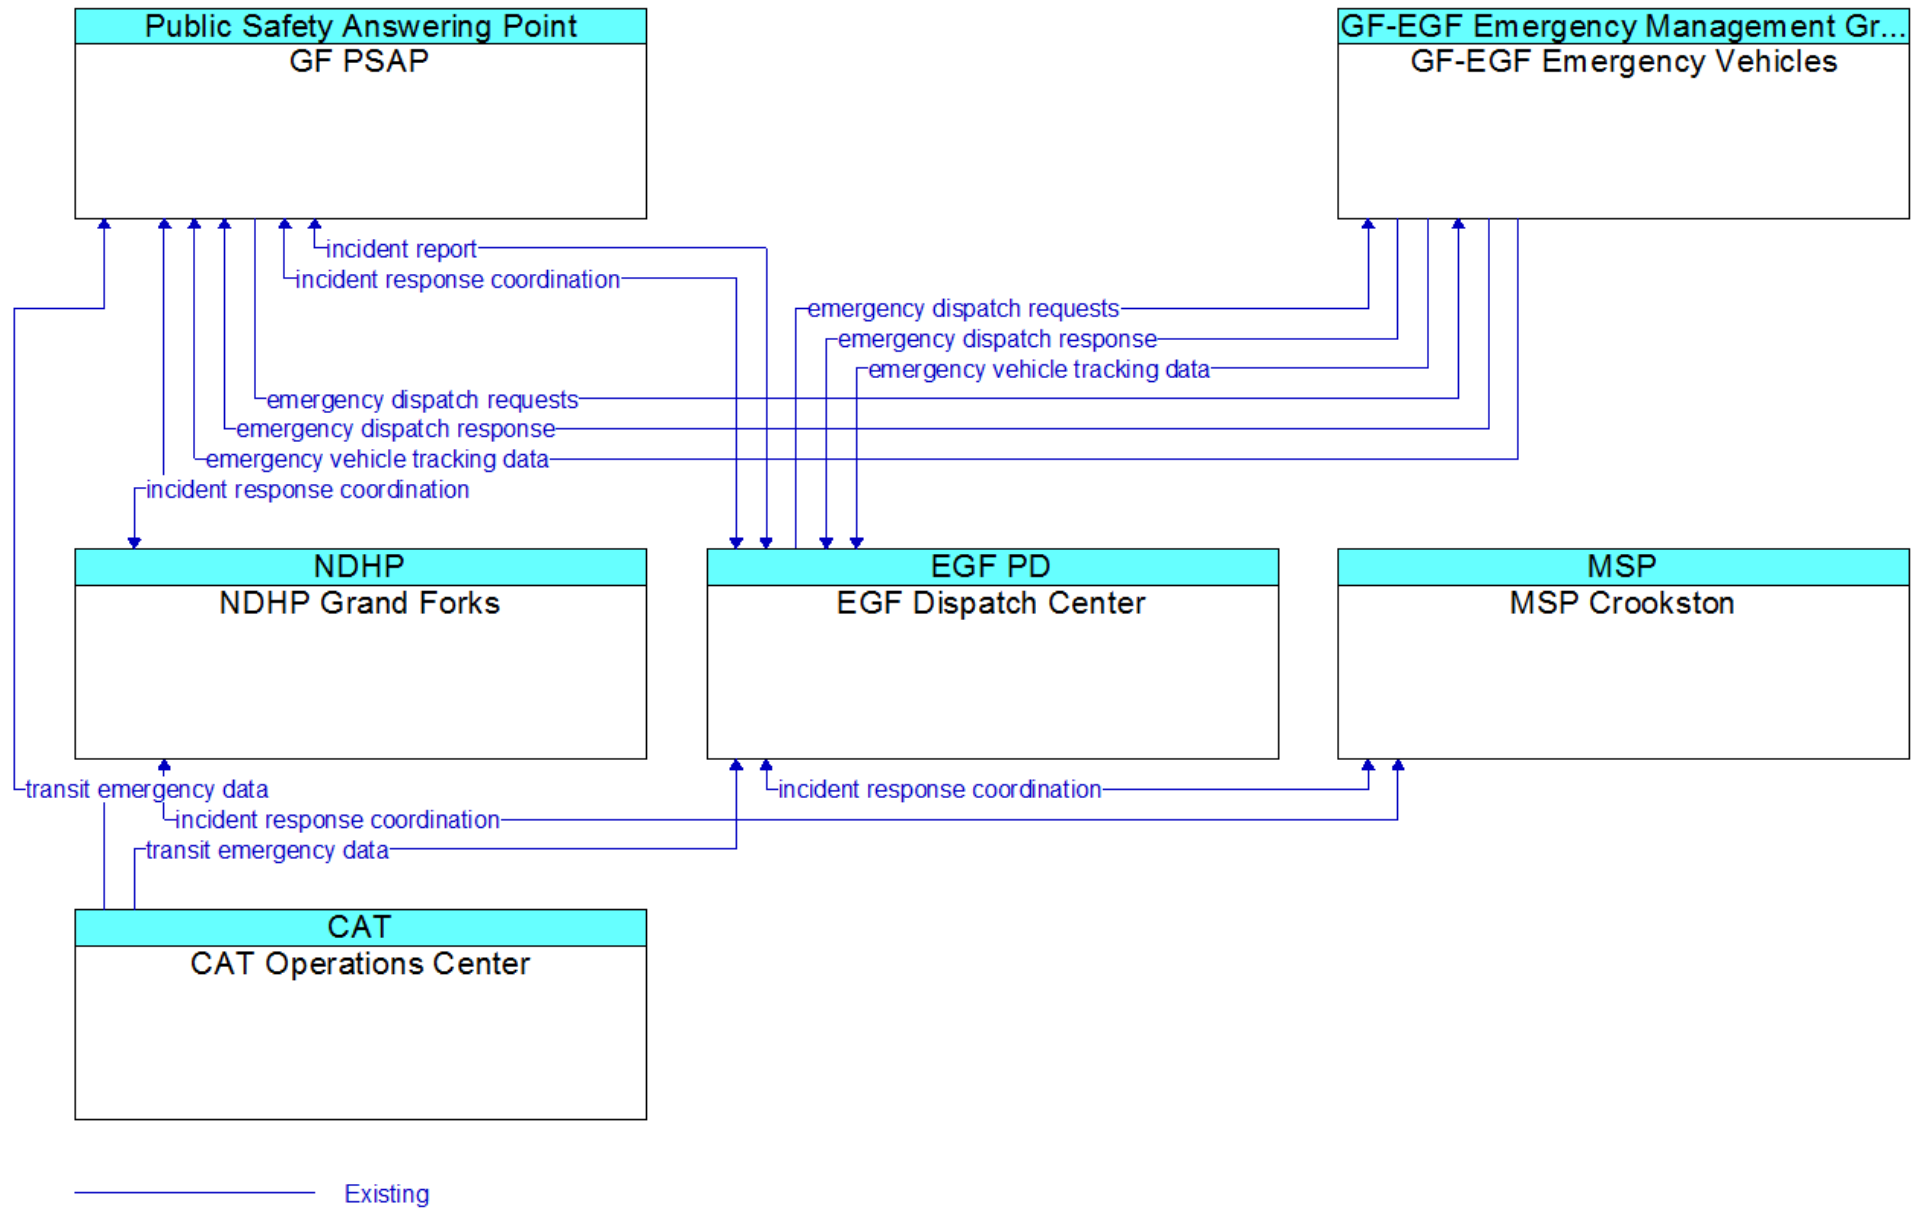 Public Safety Answering Point
GF PSAP
GF-EGF Emergency Management Gr...
GF-EGF Emergency Vehicles
incident report
incident response coordination
emergency dispatch requests
emergency dispatch response
emergency vehicle tracking data
emergency dispatch requests
emergency dispatch response
emergency vehicle tracking data
incident response coordination
NDHP
NDHP Grand Forks
EGF PD
EGF Dispatch Center
MSP
MSP Crookston
transit emergency data
incident response coordination
incident response coordination
transit emergency data
CAT
CAT Operations Center
Existing